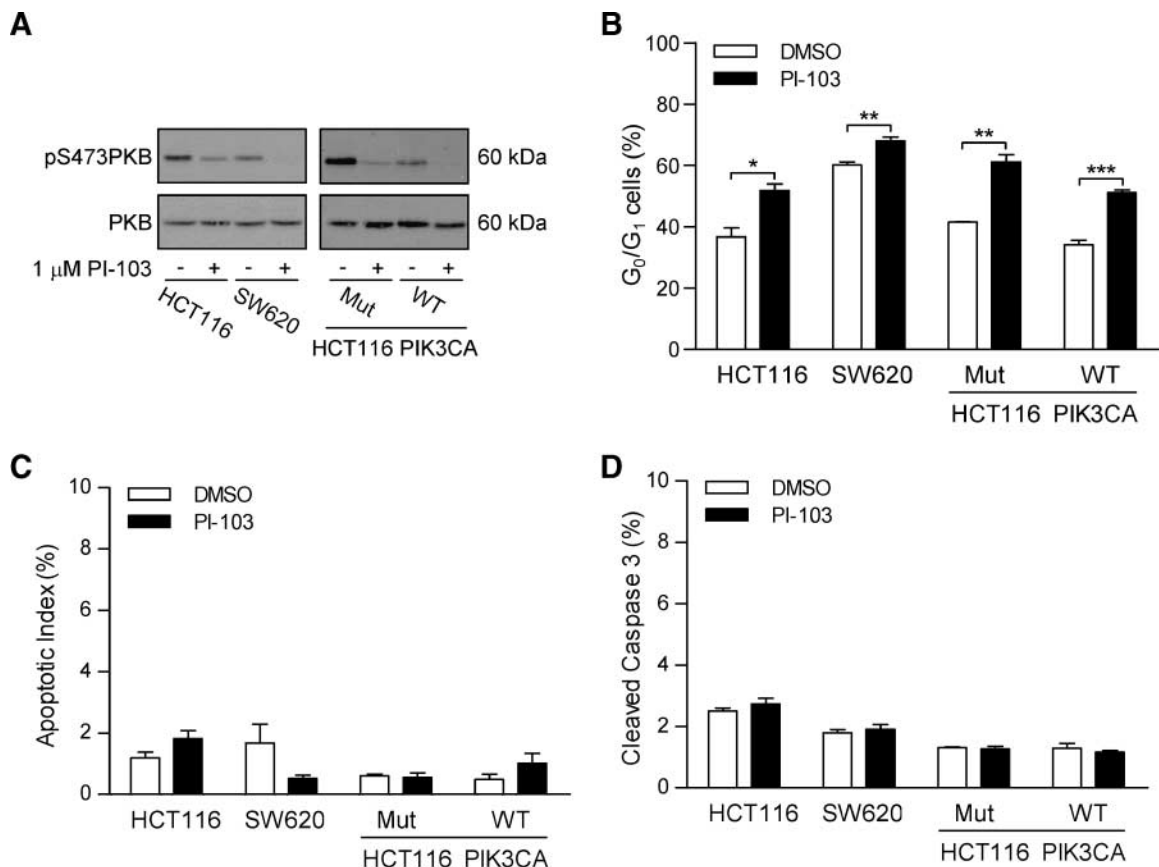 A
pS473PKB
60 kDa
PKB
60 kDa
1 μM PI-103
- + - + - + - +
HCT116 SW620 Mut WT
HCT116 PIK3CA
B
DMSO
PI-103
G0/G1 cells (%)
100
80
60
40
20
0
* ** ** ***
HCT116 SW620 Mut WT
HCT116 PIK3CA
C
DMSO
PI-103
Apoptotic Index (%)
10
8
6
4
2
0
HCT116 SW620 Mut WT
HCT116 PIK3CA
D
DMSO
PI-103
Cleaved Caspase 3 (%)
10
8
6
4
2
0
HCT116 SW620 Mut WT
HCT116 PIK3CA